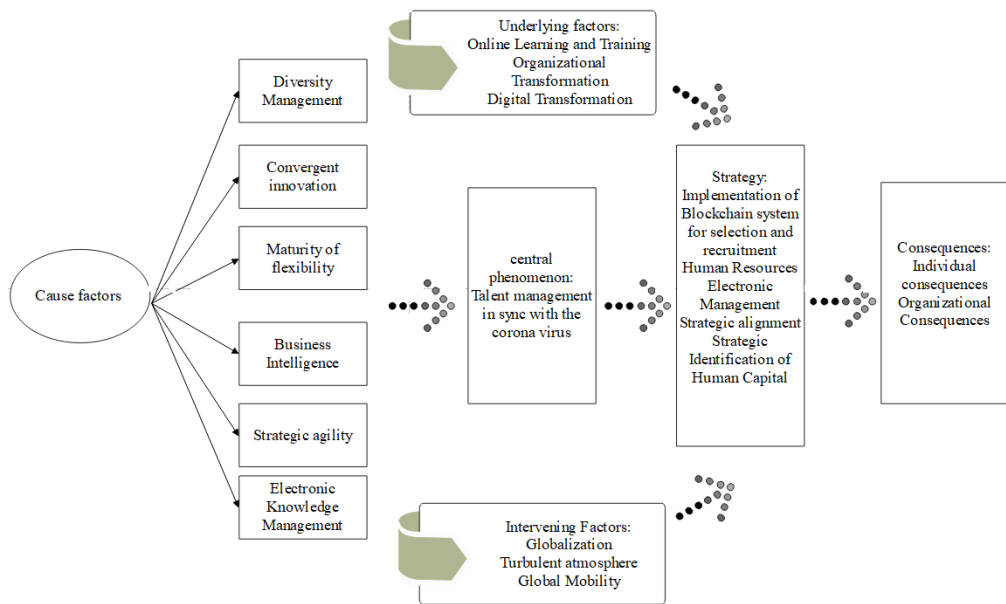 Underlying factors:
Online Learning and Training
Organizational
Transformation
Digital Transformation
Diversity
Management
Convergent
innovation
Maturity of
flexibility
Cause factors
Business
Intelligence
Strategic agility
Electronic
Knowledge
Management
central
phenomenon:
Talent management
in sync with the
corona virus
Strategy:
Implementation of
Blockchain system
for selection and
recruitment
Human Resources
Electronic
Management
Strategic alignment
Strategic
Identification of
Human Capital
Consequences:
Individual
consequences
Organizational
Consequences
Intervening Factors:
Globalization
Turbulent atmosphere
Global Mobility